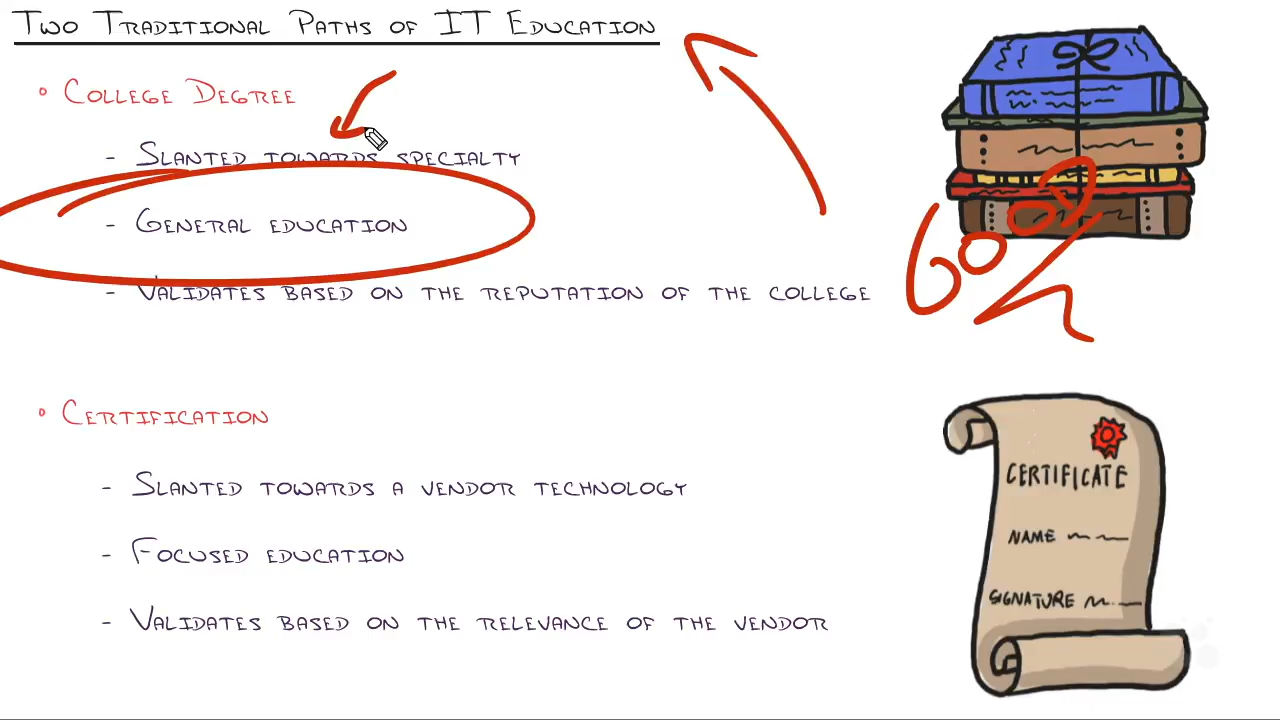 Two Traditional Paths of IT Education
• College Degree
- Slanted towards specialty
- General education
- Validates based on the reputation of the college
60%
• Certification
- Slanted towards a vendor technology
- Focused education
- Validates based on the relevance of the vendor
CERTIFICATE
NAME
SIGNATURE